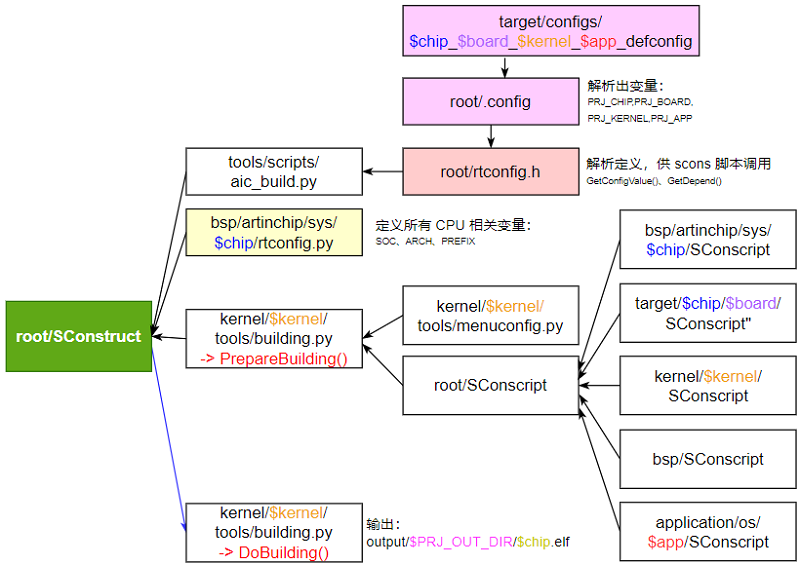 target/configs/
$chip_$board_$kernel_$app_defconfig
root/.config
解析出变量：
PRJ_CHIP,PRJ_BOARD,
PRJ_KERNEL,PRJ_APP
tools/scripts/
aic_build.py
root/rtconfig.h
解析定义，供 scons 脚本调用
GetConfigValue()、GetDepend()
bsp/artinchip/sys/
$chip/rtconfig.py
定义所有 CPU 相关变量：
SOC、ARCH、PREFIX
bsp/artinchip/sys/
$chip/SConscript
root/SConstruct
kernel/$kernel/
tools/building.py
-> PrepareBuilding()
kernel/$kernel/
tools/menuconfig.py
target/$chip/$board/
SConscript"
root/SConscript
kernel/$kernel/
SConscript
bsp/SConscript
kernel/$kernel/
tools/building.py
-> DoBuilding()
输出：
output/$PRJ_OUT_DIR/$chip.elf
application/os/
$app/SConscript